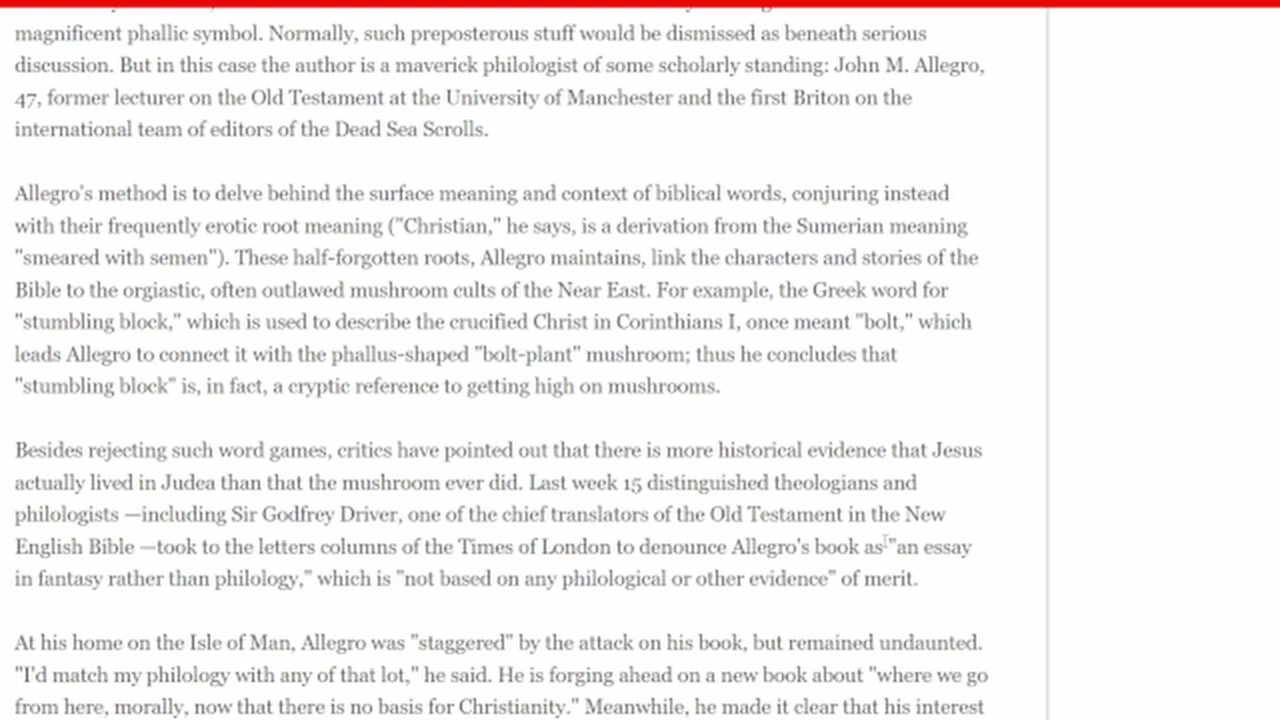 magnificent phallic symbol. Normally, such preposterous stuff would be dismissed as beneath serious
discussion. But in this case the author is a maverick philologist of some scholarly standing: John M. Allegro,
47, former lecturer on the Old Testament at the University of Manchester and the first Briton on the
international team of editors of the Dead Sea Scrolls.
Allegro's method is to delve behind the surface meaning and context of biblical words, conjuring instead
with their frequently erotic root meaning ("Christian," he says, is a derivation from the Sumerian meaning
"smeared with semen"). These half-forgotten roots, Allegro maintains, link the characters and stories of the
Bible to the orgiastic, often outlawed mushroom cults of the Near East. For example, the Greek word for
"stumbling block," which is used to describe the crucified Christ in Corinthians I, once meant "bolt," which
leads Allegro to connect it with the phallus-shaped "bolt-plant" mushroom; thus he concludes that
"stumbling block" is, in fact, a cryptic reference to getting high on mushrooms.
Besides rejecting such word games, critics have pointed out that there is more historical evidence that Jesus
actually lived in Judea than that the mushroom ever did. Last week 15 distinguished theologians and
philologists —including Sir Godfrey Driver, one of the chief translators of the Old Testament in the New
English Bible —took to the letters columns of the Times of London to denounce Allegro's book as "an essay
in fantasy rather than philology," which is "not based on any philological or other evidence" of merit.
At his home on the Isle of Man, Allegro was "staggered" by the attack on his book, but remained undaunted.
"I'd match my philology with any of that lot," he said. He is forging ahead on a new book about "where we go
from here, morally, now that there is no basis for Christianity." Meanwhile, he made it clear that his interest